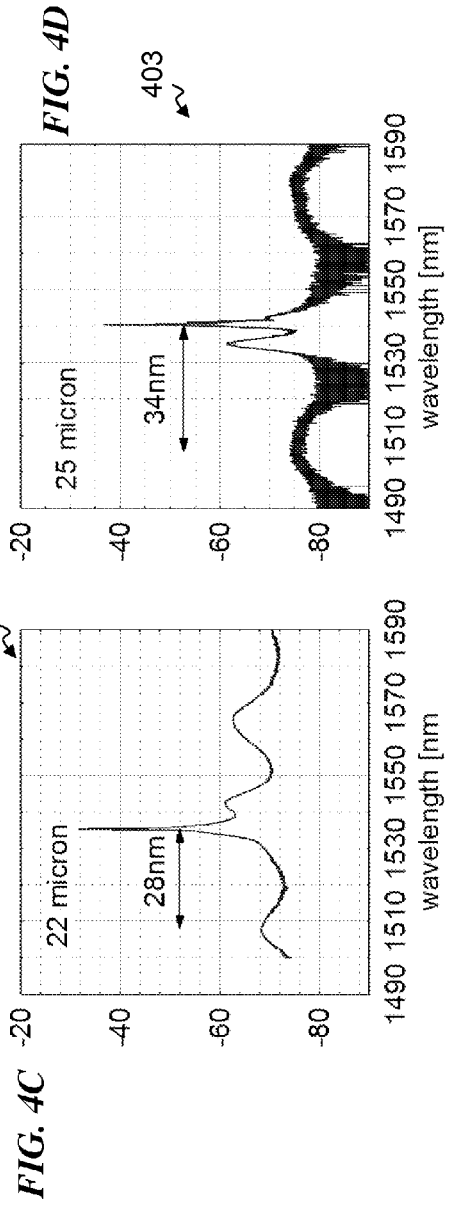 FIG. 4C
22 micron
28nm
-20
-40
-60
-80
1490 1510 1530 1550 1570 1590
wavelength [nm
FIG. 4D
403
25 micron
34nm
-20
-40
-60
-80
1490 1510 1530 1550 1570 1590
wavelength [nm]